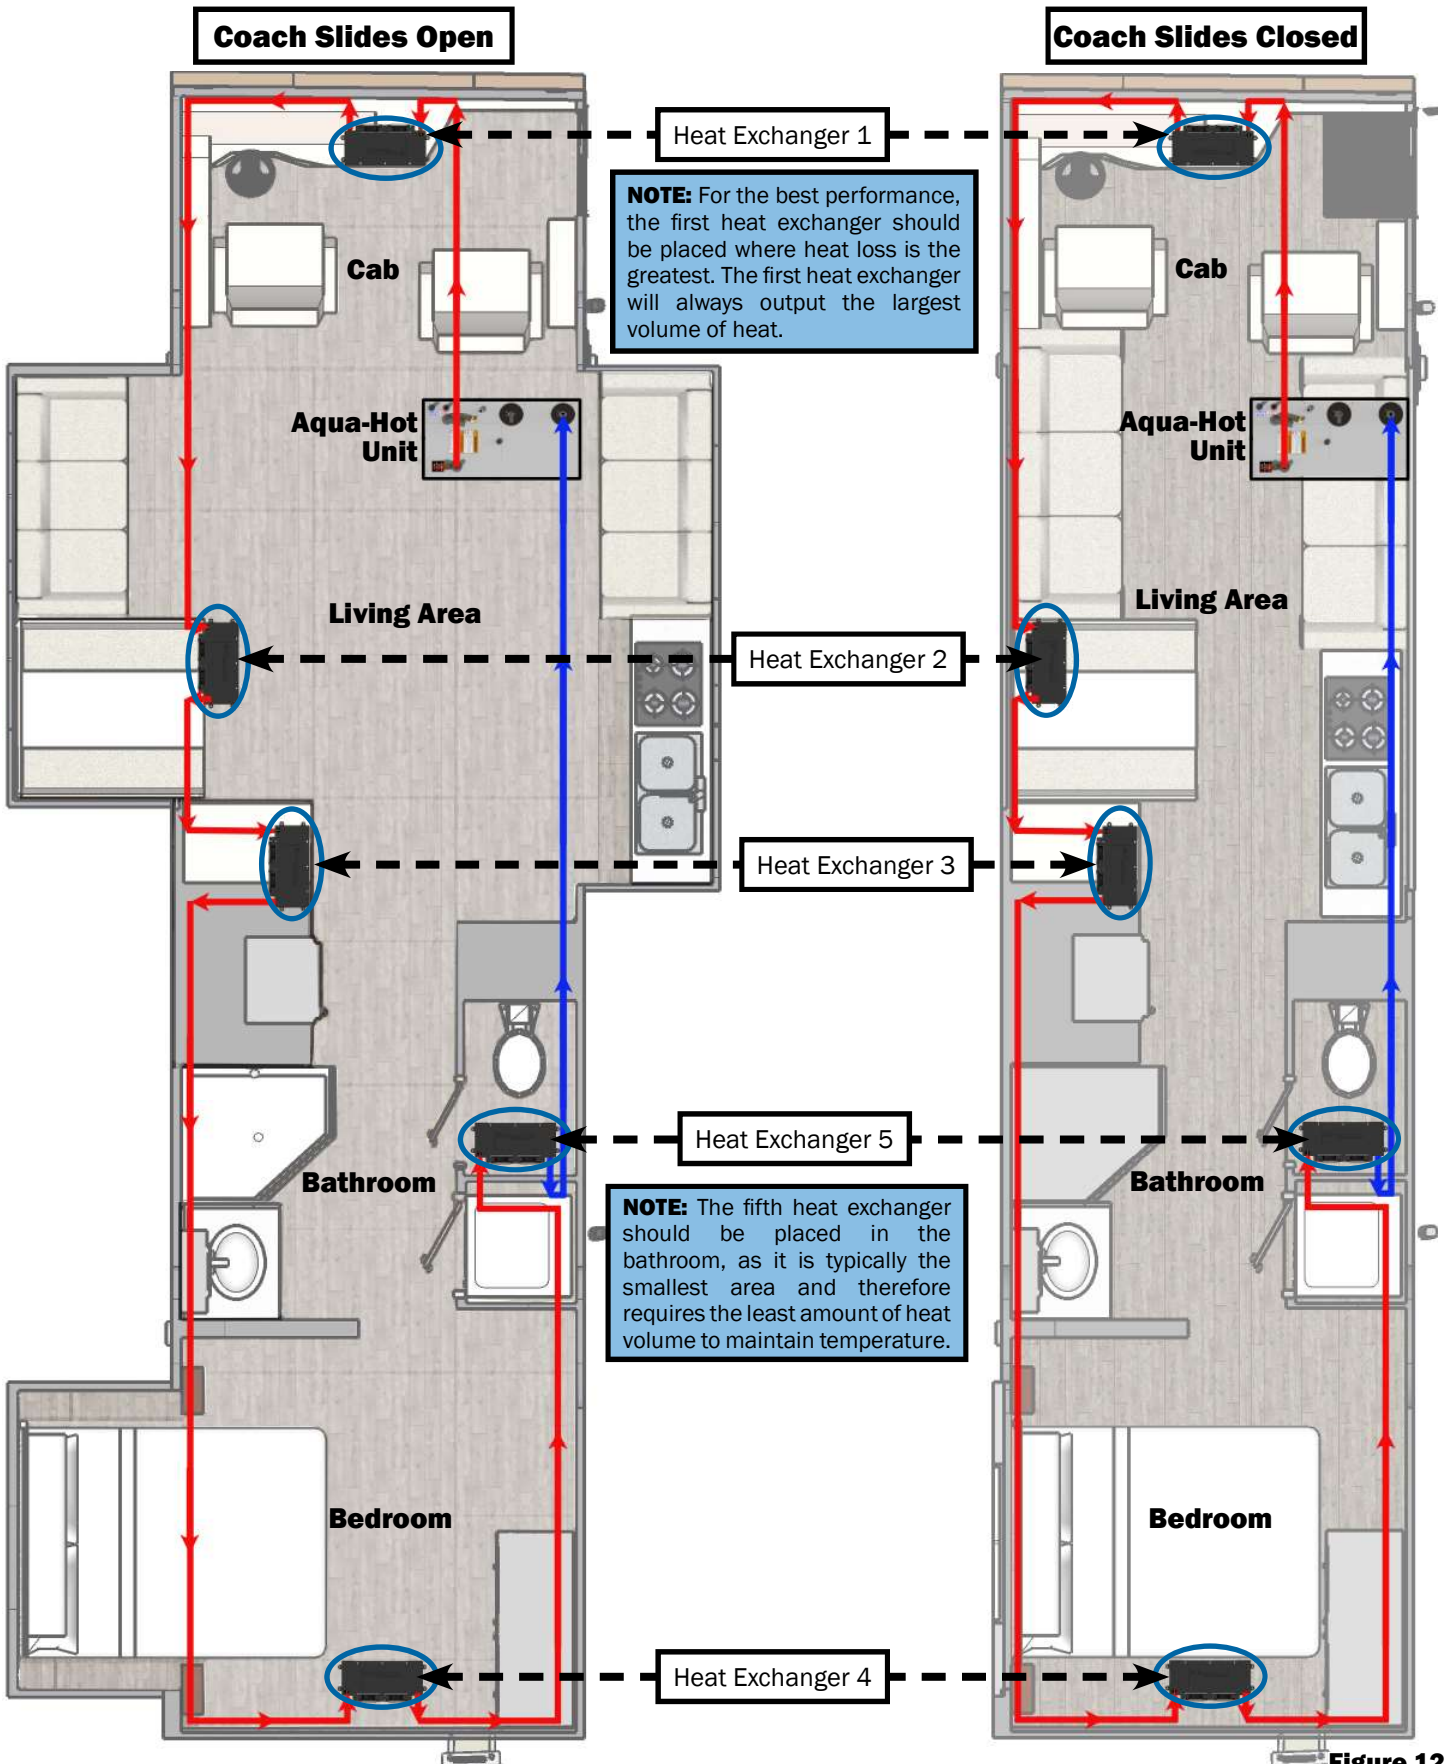 Coach Slides Open
Coach Slides Closed
Heat Exchanger 1
NOTE: For the best performance,
the first heat exchanger should
be placed where heat loss is the
greatest. The first heat exchanger
will always output the largest
volume of heat.
Cab
Cab
Aqua-Hot
Unit
Aqua-Hot
Unit
Living Area
Living Area
Heat Exchanger 2
Heat Exchanger 3
Heat Exchanger 5
Bathroom
Bathroom
NOTE: The fifth heat exchanger
should be placed in the
bathroom, as it is typically the
smallest area and therefore
requires the least amount of heat
volume to maintain temperature.
Bedroom
Bedroom
Heat Exchanger 4
Figure 12